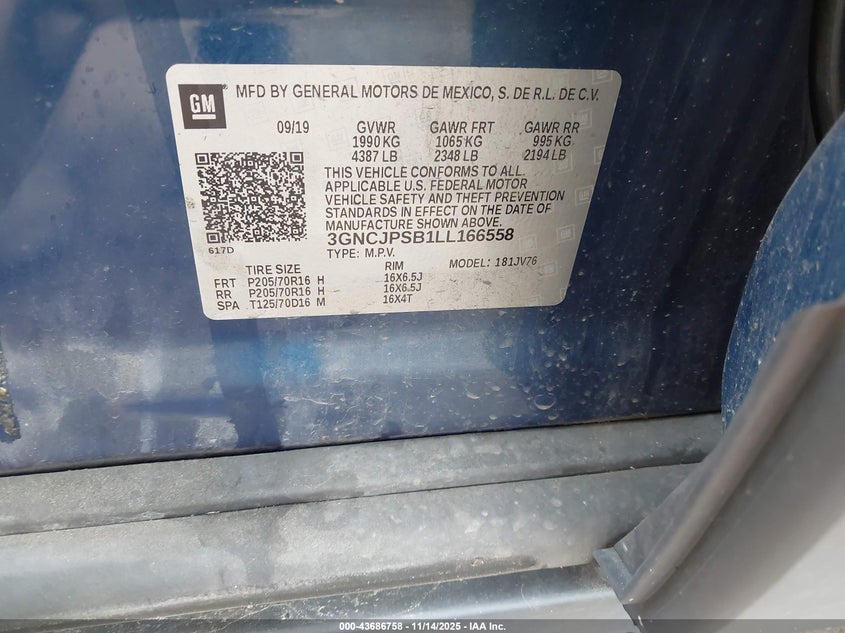 GM
MFD BY GENERAL MOTORS DE MEXICO, S. DE R.L. DE C.V.
09/19 GVWR GAWR FRT GAWR RR
1990 KG 1065 KG 995 KG
4387 LB 2348 LB 2194 LB
THIS VEHICLE CONFORMS TO ALL
APPLICABLE U.S. FEDERAL MOTOR
VEHICLE SAFETY AND THEFT PREVENTION
STANDARDS IN EFFECT ON THE DATE OF
MANUFACTURE SHOWN ABOVE.
617D
3GNCJPSB1LL166558
TYPE: M.P.V. MODEL: 181JV76
TIRE SIZE RIM
FRT P205/70R16 H 16X6.5J
RR P205/70R16 H 16X6.5J
SPA T125/70D16 M 16X4T
000-43686758 - 11/14/2025 - IAA Inc.